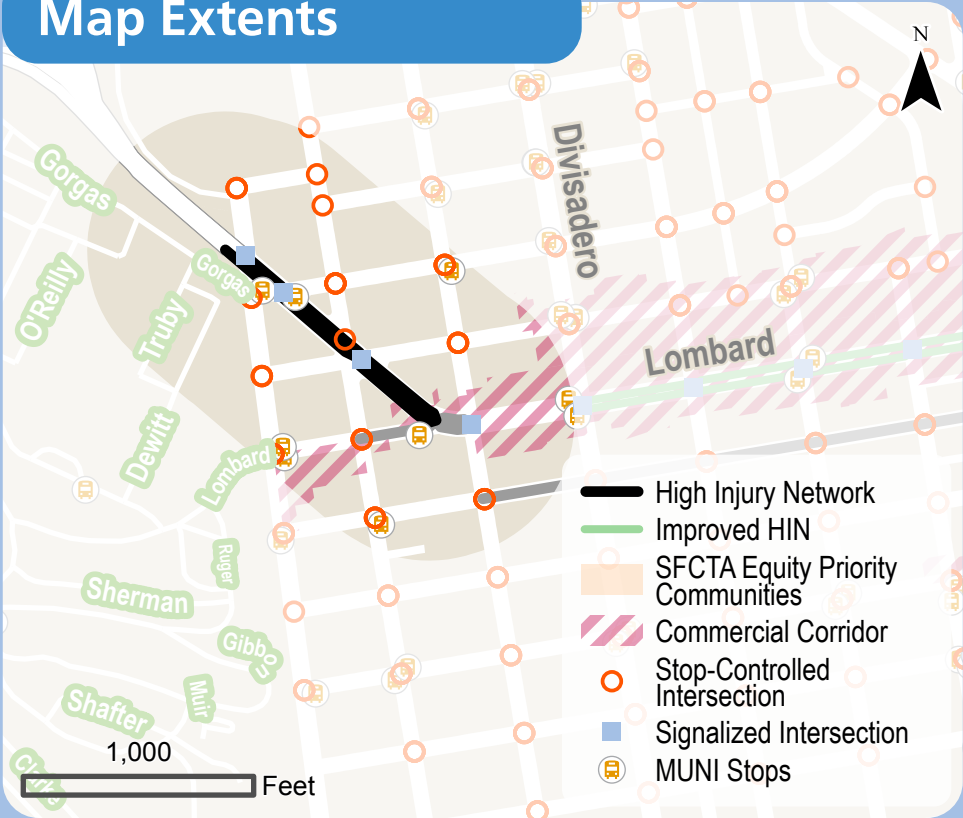 Map Extents
N
Gorgas
Divisadero
O'Reilly
Gorgas
Truby
Lombard
Dewitt
Lombard
High Injury Network
Improved HIN
SFCTA Equity Priority
Communities
Commercial Corridor
Stop-Controlled
Intersection
Signalized Intersection
MUNI Stops
Ruger
Sherman
Gibbon
Muir
Shafter
1,000
Feet